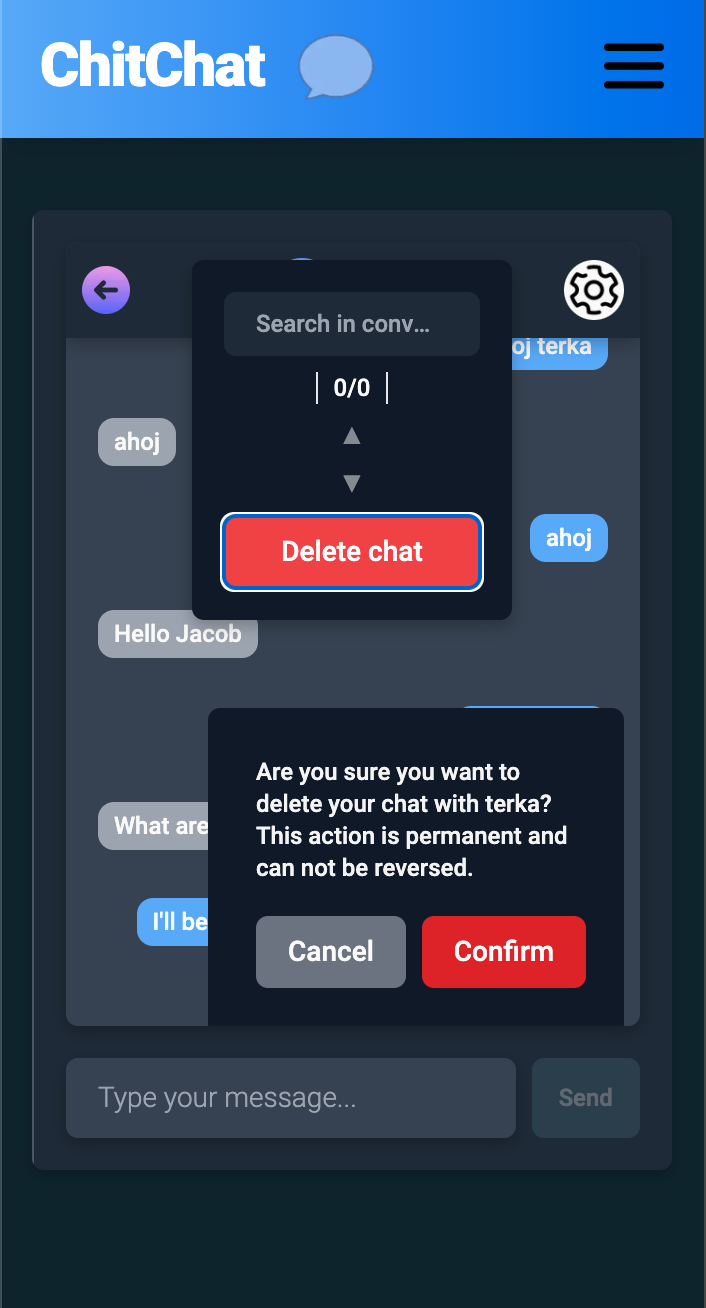 ChitChat
Search in conv...
oj terka
0/0
ahoj
▲
▼
ahoj
Delete chat
Hello Jacob
Are you sure you want to
delete your chat with terka?
This action is permanent and
can not be reversed.
What are
I'll be
Cancel
Confirm
Type your message...
Send